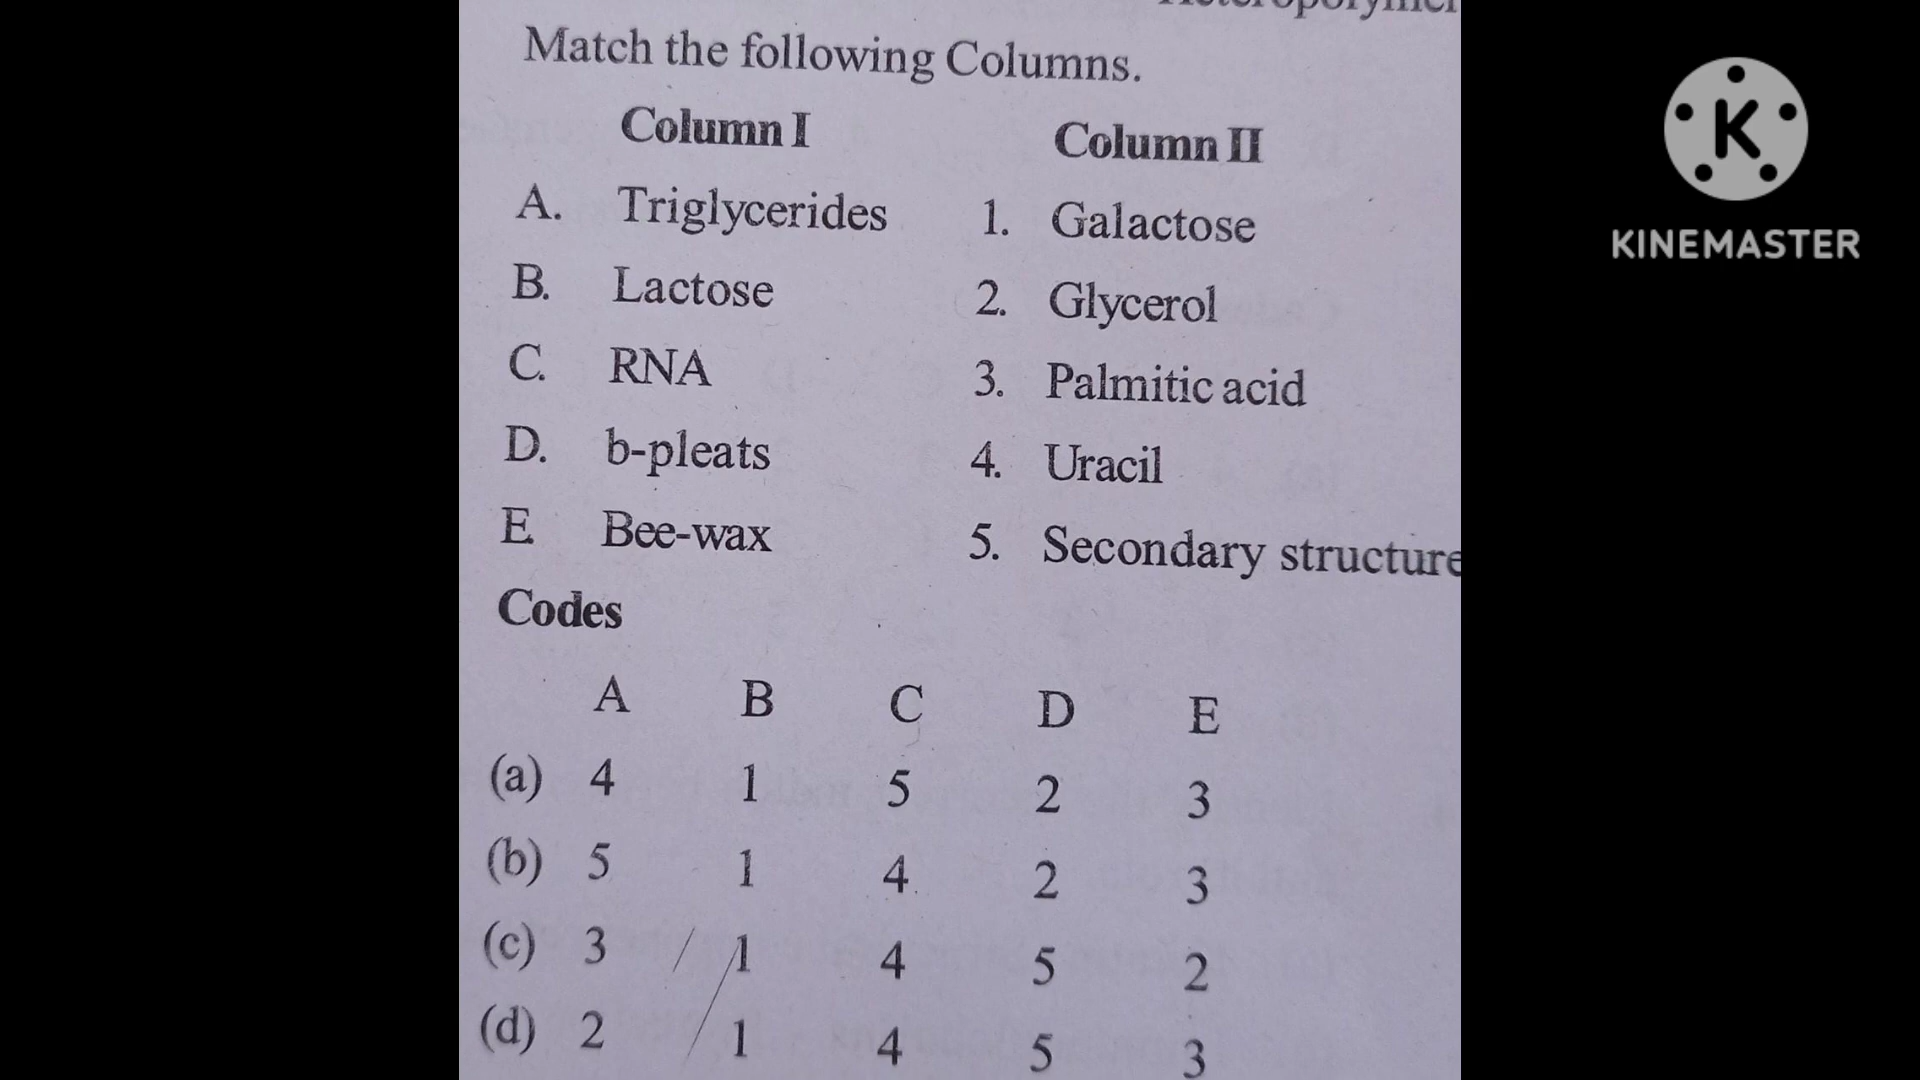 Match the following Columns.
Column I Column II
A. Triglycerides 1. Galactose
B. Lactose 2. Glycerol
C. RNA 3. Palmitic acid
D. b-pleats 4. Uracil
E Bee-wax 5. Secondary structure
Codes
A B C D E
(a) 4 1 5 2 3
(b) 5 1 4 2 3
(c) 3 1 4 5 2
(d) 2 1 4 5 3
K
KINEMASTER